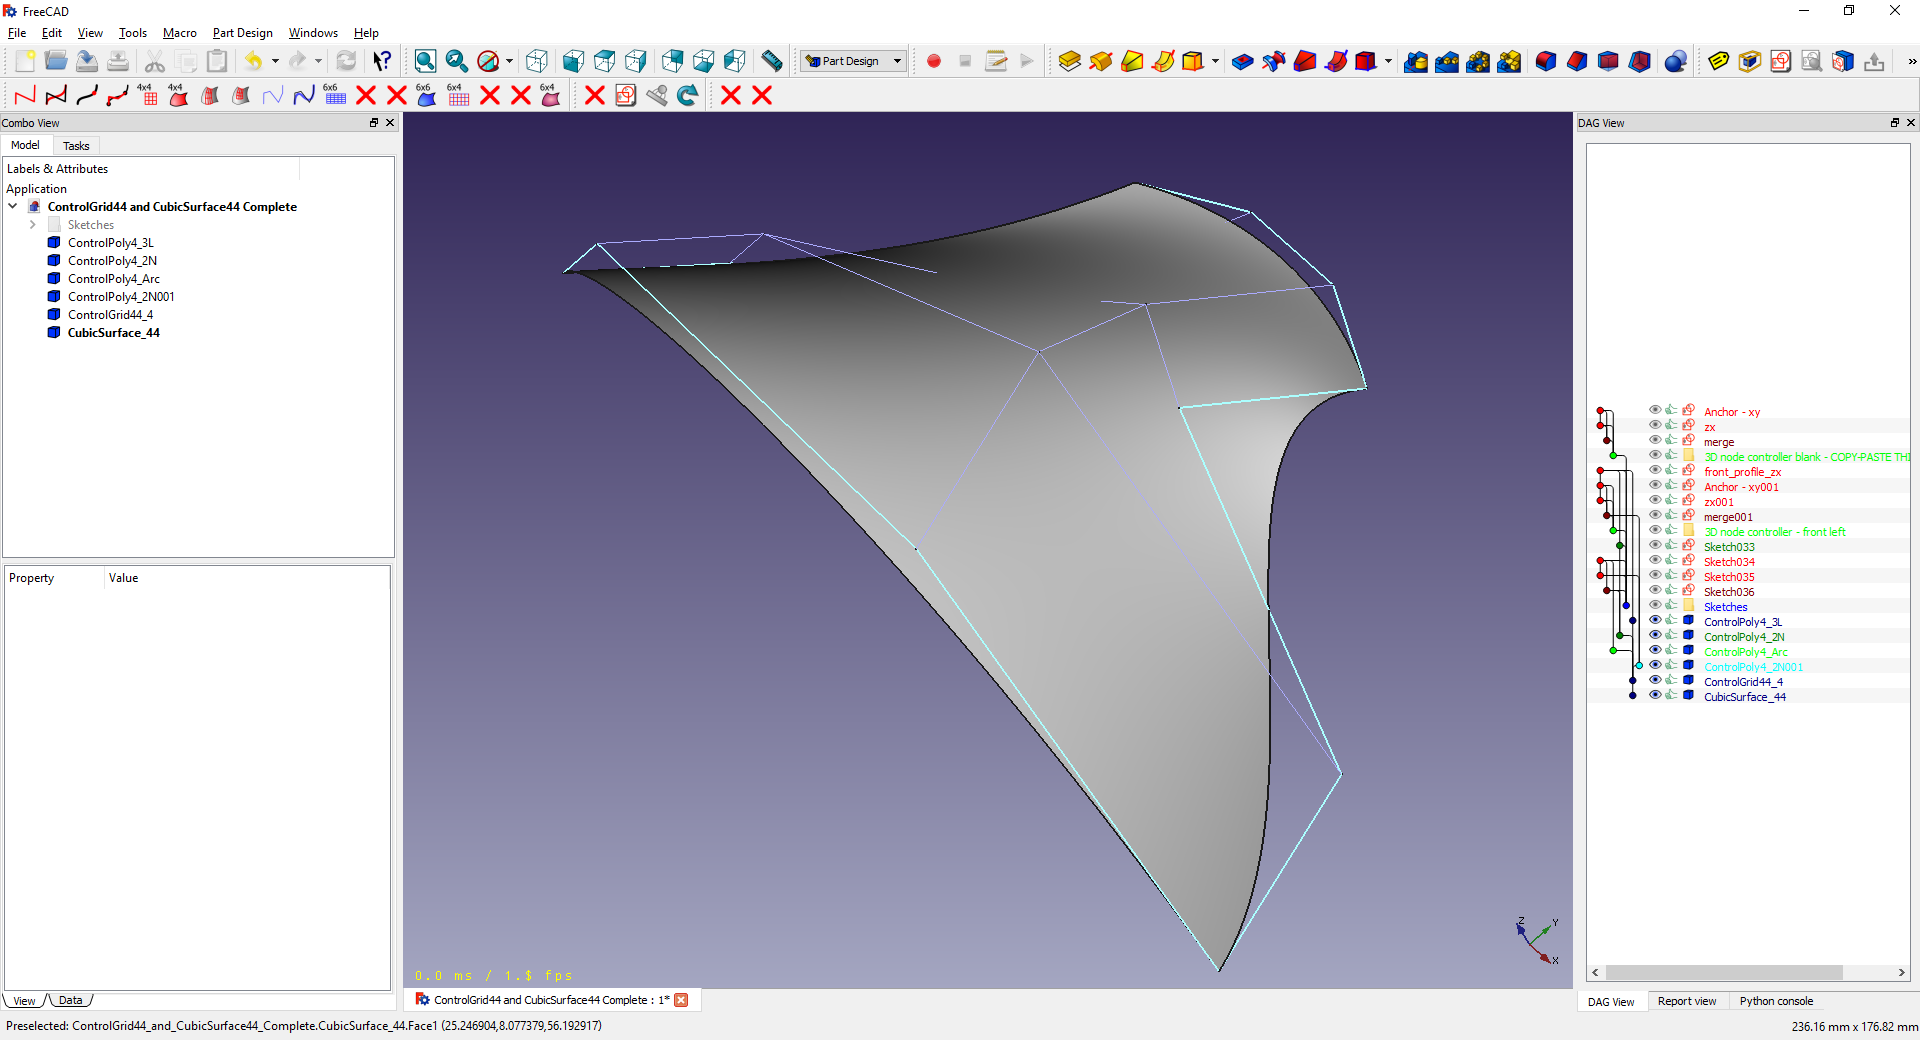 FreeCAD
File Edit View Tools Macro Part Design Windows Help
Part Design
4x4 4x4 6x6 6x6 6x4 6x4
Combo View
Model Tasks
Labels & Attributes
Application
ControlGrid44 and CubicSurface44 Complete
Sketches
ControlPoly4_3L
ControlPoly4_2N
ControlPoly4_Arc
ControlPoly4_2N001
ControlGrid44_4
CubicSurface_44
Property Value
View Data
Z
Y
X
0.0 ms / 1.$ fps
ControlGrid44 and CubicSurface44 Complete : 1*
DAG View
Anchor - xy
zx
merge
3D node controller blank - COPY-PASTE THI
front_profile_zx
Anchor - xy001
zx001
merge001
3D node controller - front left
Sketch033
Sketch034
Sketch035
Sketch036
Sketches
ControlPoly4_3L
ControlPoly4_2N
ControlPoly4_Arc
ControlPoly4_2N001
ControlGrid44_4
CubicSurface_44
DAG View Report view Python console
Preselected: ControlGrid44_and_CubicSurface44_Complete.CubicSurface_44.Face1 (25.246904,8.077379,56.192917)
236.16 mm x 176.82 mm